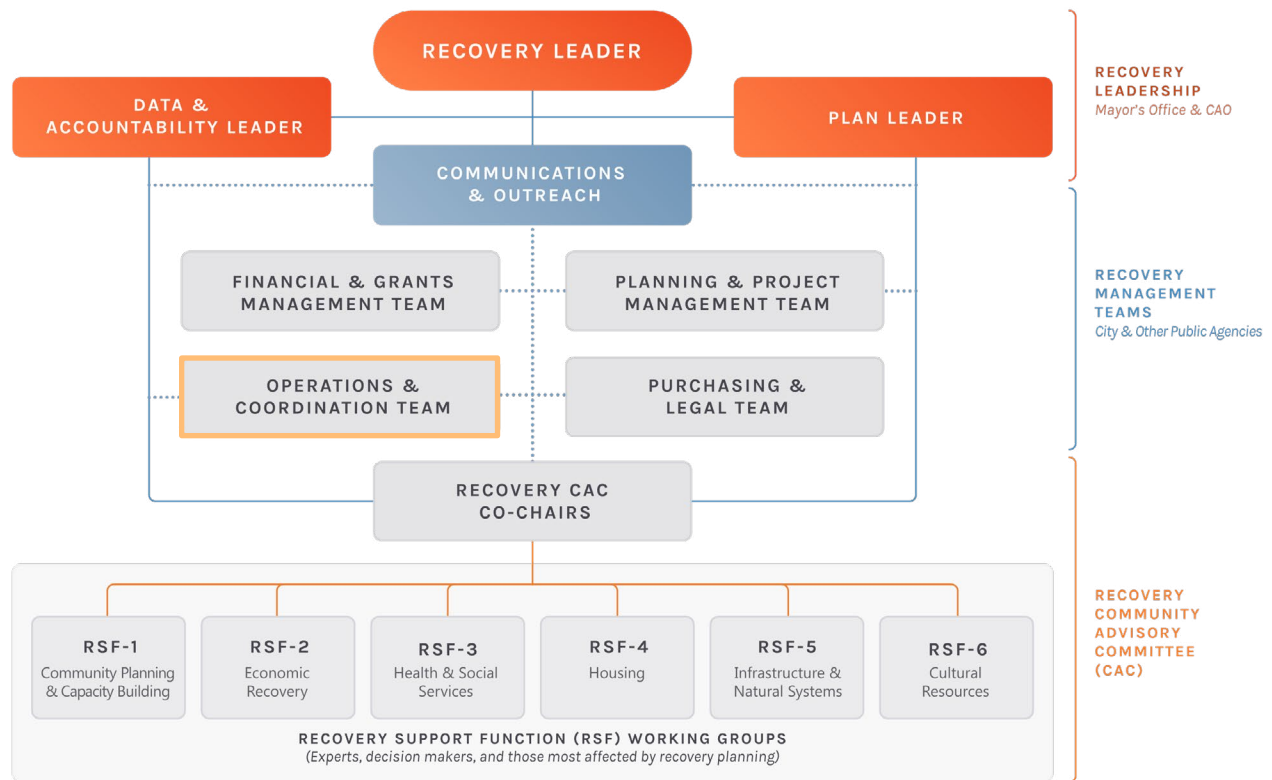 RECOVERY LEADER
DATA &
ACCOUNTABILITY LEADER
PLAN LEADER
RECOVERY
LEADERSHIP
Mayor's Office & CAO
COMMUNICATIONS
& OUTREACH
FINANCIAL & GRANTS
MANAGEMENT TEAM
PLANNING & PROJECT
MANAGEMENT TEAM
RECOVERY
MANAGEMENT
TEAMS
City & Other Public Agencies
OPERATIONS &
COORDINATION TEAM
PURCHASING &
LEGAL TEAM
RECOVERY CAC
CO-CHAIRS
RSF-1
Community Planning
& Capacity Building
RSF-2
Economic
Recovery
RSF-3
Health & Social
Services
RSF-4
Housing
RSF-5
Infrastructure &
Natural Systems
RSF-6
Cultural
Resources
RECOVERY
COMMUNITY
ADVISORY
COMMITTEE
(CAC)
RECOVERY SUPPORT FUNCTION (RSF) WORKING GROUPS
(Experts, decision makers, and those most affected by recovery planning)